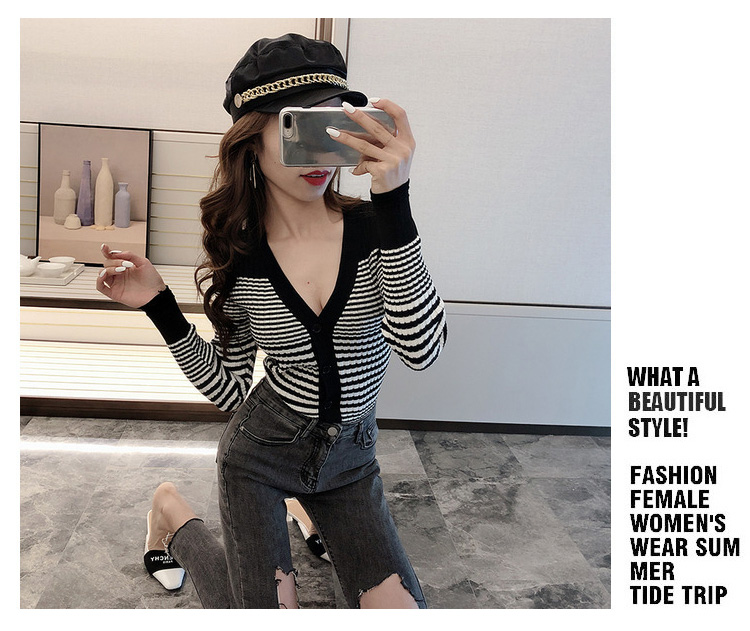 WHAT A
BEAUTIFUL
STYLE!
FASHION
FEMALE
WOMEN'S
WEAR SUM
MER
TIDE TRIP